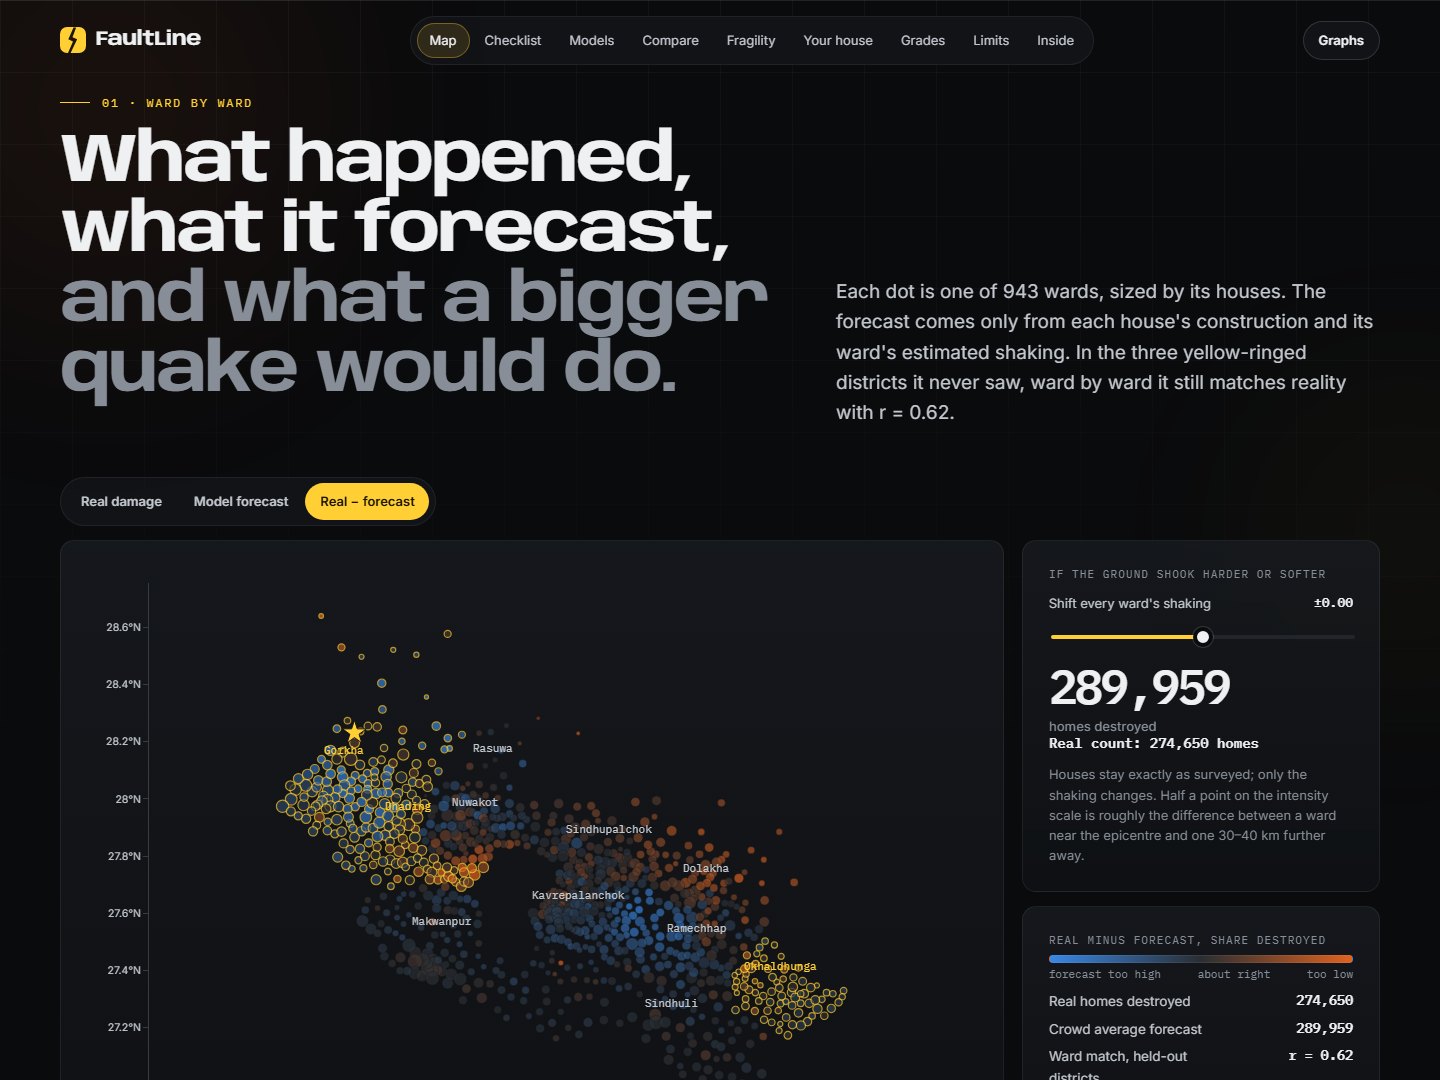 FaultLine
Map
Checklist
Models
Compare
Fragility
Your house
Grades
Limits
Inside
Graphs
01 · WARD BY WARD
What happened,
what it forecast,
and what a bigger
quake would do.
Each dot is one of 943 wards, sized by its houses. The
forecast comes only from each house's construction and its
ward's estimated shaking. In the three yellow-ringed
districts it never saw, ward by ward it still matches reality
with r = 0.62.
Real damage
Model forecast
Real – forecast
28.6°N
28.4°N
28.2°N
28°N
27.8°N
27.6°N
27.4°N
27.2°N
Gorkha
Rasuwa
Dhading
Nuwakot
Sindhupalchok
Dolakha
Kavrepalanchok
Makwanpur
Ramechhap
Okhaldhunga
Sindhuli
IF THE GROUND SHOOK HARDER OR SOFTER
Shift every ward's shaking
±0.00
289,959
homes destroyed
Real count: 274,650 homes
Houses stay exactly as surveyed; only the
shaking changes. Half a point on the intensity
scale is roughly the difference between a ward
near the epicentre and one 30–40 km further
away.
REAL MINUS FORECAST, SHARE DESTROYED
forecast too high
about right
too low
Real homes destroyed
274,650
Crowd average forecast
289,959
Ward match, held-out
r = 0.62
districts